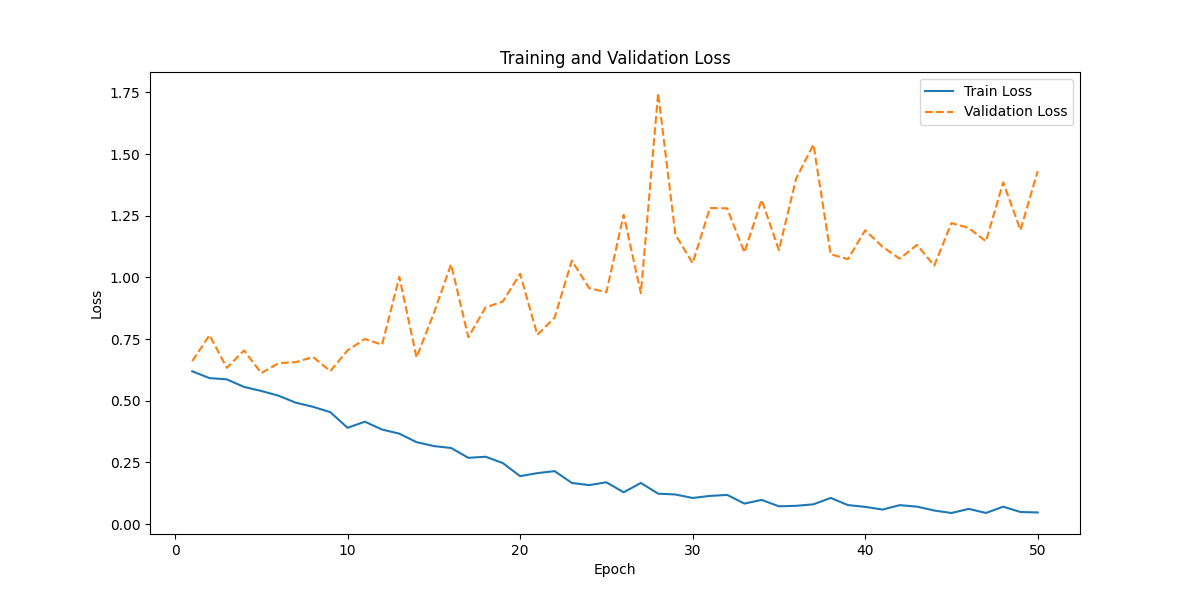 Training and Validation Loss
Train Loss
Validation Loss
1.75
1.50
1.25
1.00
0.75
0.50
0.25
0.00
Loss
0 10 20 30 40 50
Epoch